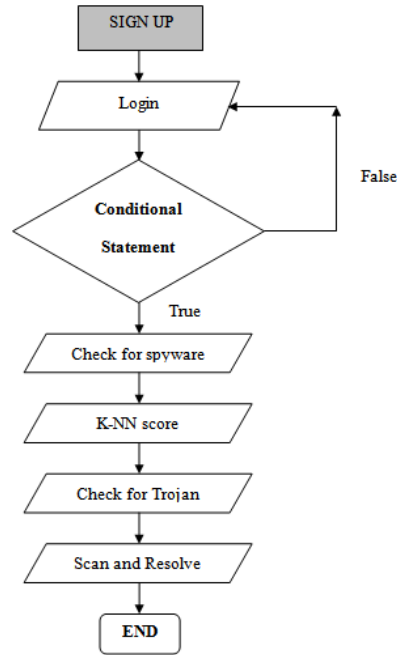 SIGN UP
Login
Conditional
Statement
False
True
Check for spyware
K-NN score
Check for Trojan
Scan and Resolve
END